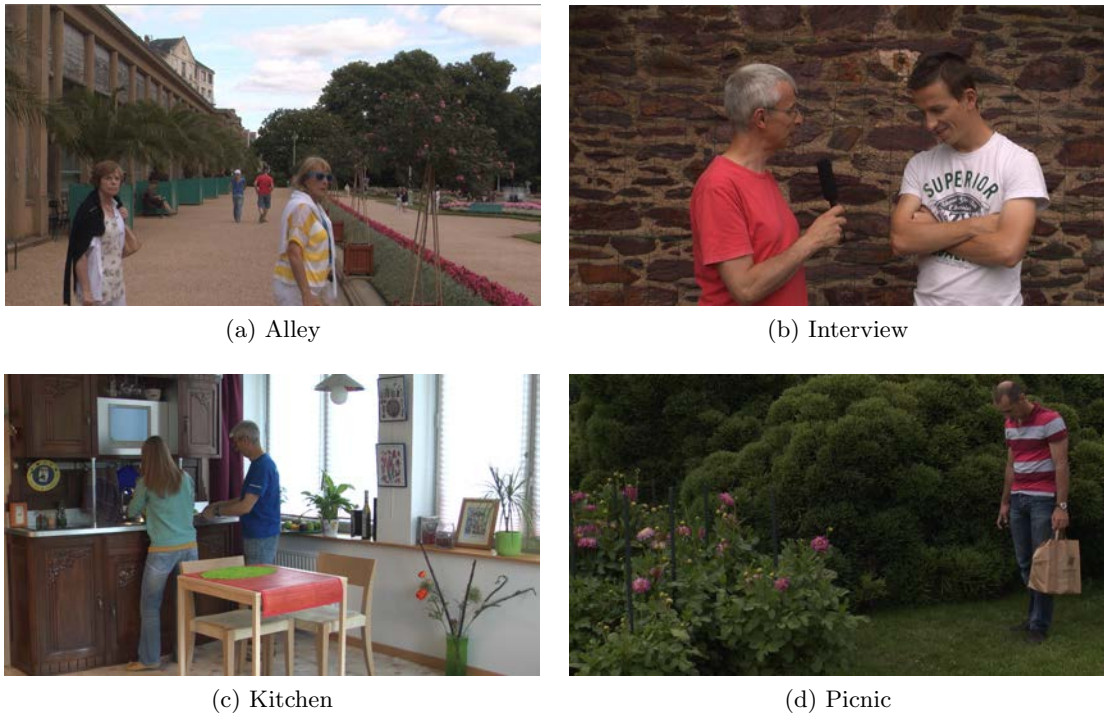 (a) Alley
SUPERIOR
(b) Interview
(c) Kitchen
(d) Picnic